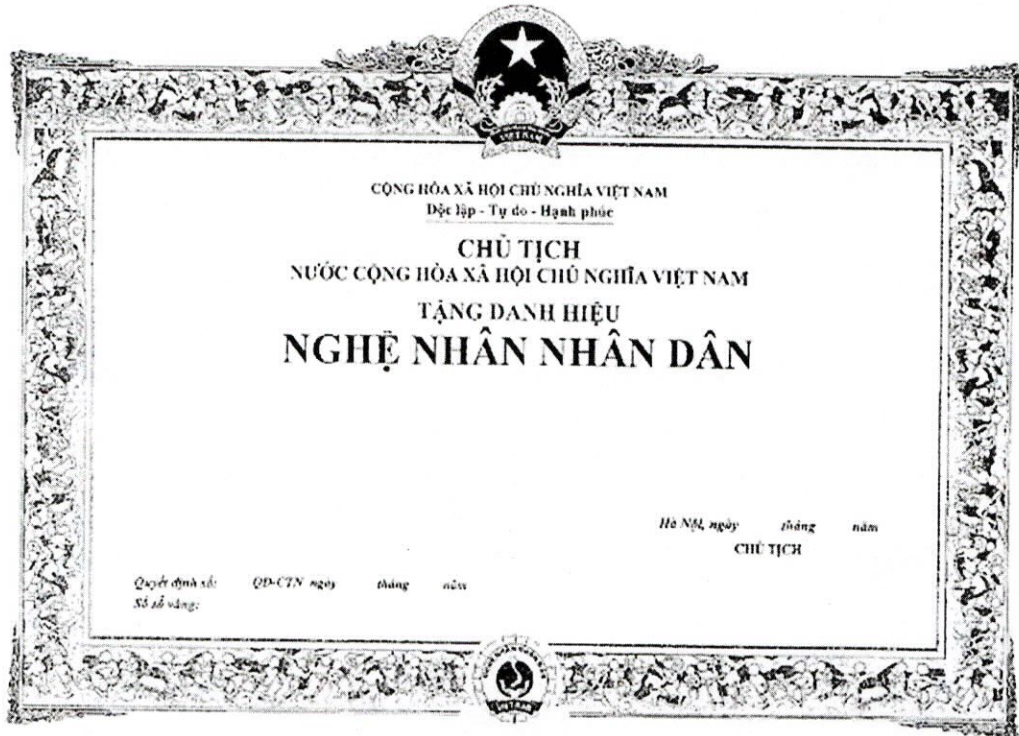 CỘNG HÒA XÃ HỘI CHỦ NGHĨA VIỆT NAM
Độc lập - Tự do - Hạnh phúc
CHỦ TỊCH
NƯỚC CỘNG HÒA XÃ HỘI CHỦ NGHĨA VIỆT NAM
TẶNG DANH HIỆU
NGHỆ NHÂN NHÂN DÂN
Hà Nội, ngày tháng năm
CHỦ TỊCH
Quyết định số: QĐ-CTN ngày tháng năm
Số sổ vàng: